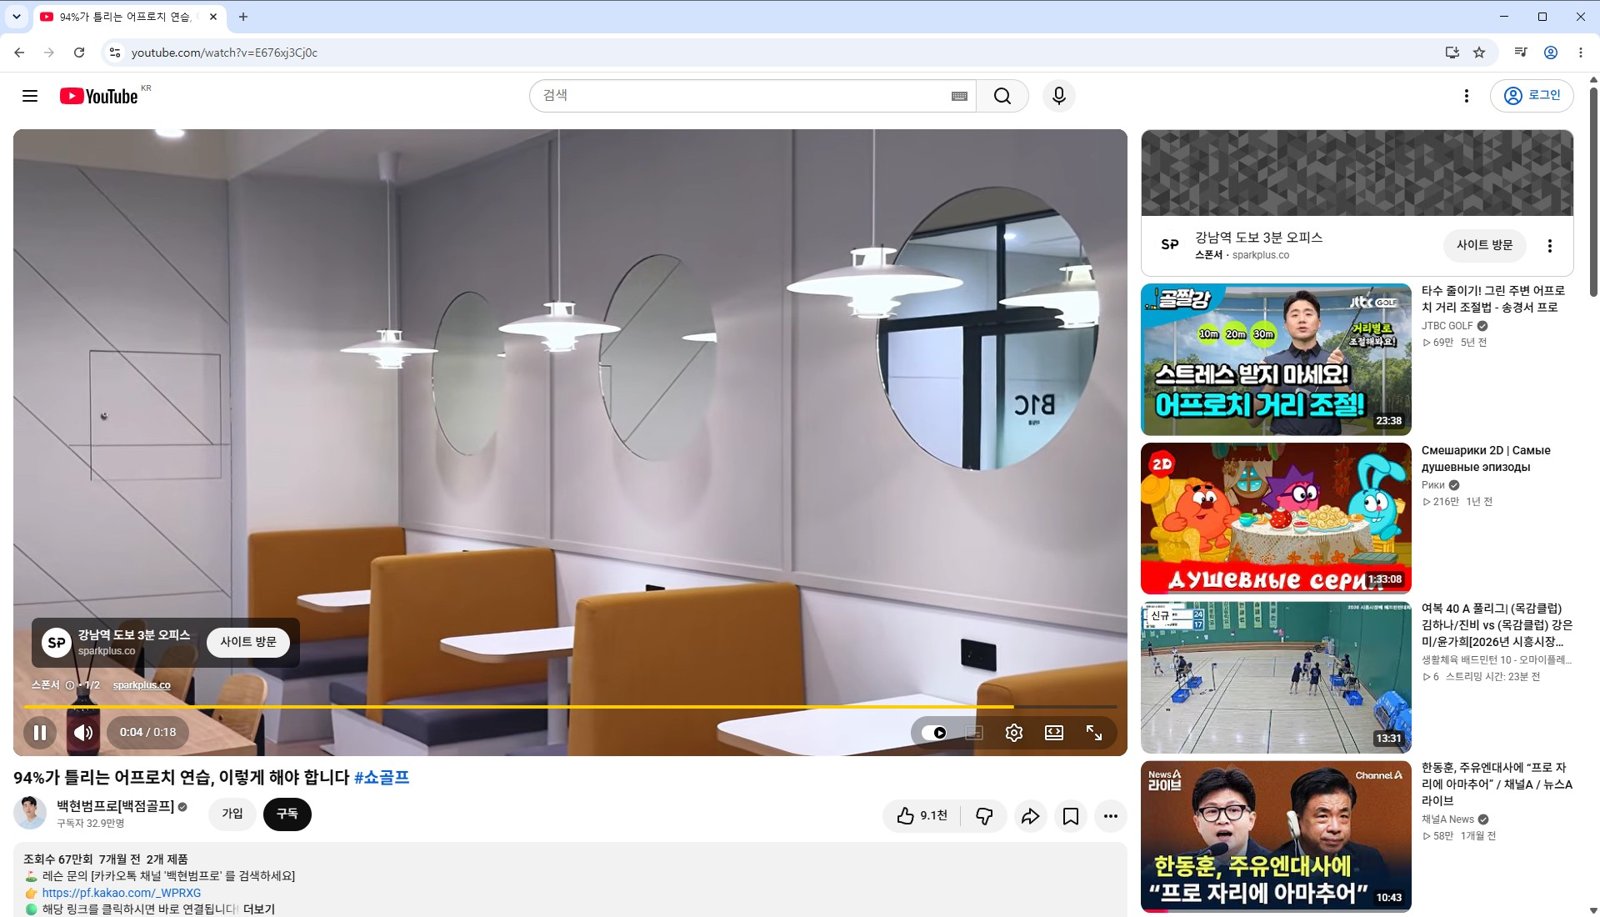 94%가 틀리는 어프로치 연습,
youtube.com/watch?v=E676xj3Cj0c
YouTube KR
검색
로그인
B1C
SP
강남역 도보 3분 오피스
sparkplus.co
사이트 방문
스폰서 · 1/2 sparkplus.co
0:04 / 0:18
94%가 틀리는 어프로치 연습, 이렇게 해야 합니다 #쇼골프
백현범프로[백점골프]
구독자 32.9만명
가입
구독
9.1천
조회수 67만회 7개월 전 2개 제품
레슨 문의 [카카오톡 채널 '백현범프로' 를 검색하세요]
https://pf.kakao.com/_WPRXG
해당 링크를 클릭하시면 바로 연결됩니다! 더보기
SP
강남역 도보 3분 오피스
스폰서 · sparkplus.co
사이트 방문
골짤강
JTBC GOLF
10m 20m 30m
거리별로
조절해봐요!
스트레스 받지 마세요!
어프로치 거리 조절!
23:38
타수 줄이기! 그린 주변 어프로
치 거리 조절법 - 송경서 프로
JTBC GOLF
69만 5년 전
2D
ДУШЕВНЫЕ СЕРИИ
1:33:08
Смешарики 2D | Самые
душевные эпизоды
Рики
216만 1년 전
신규
24
17
13:31
여복 40 A 풀리그| (목감클럽)
김하나/진비 vs (목감클럽) 강은
미/윤가희[2026년 시흥시장...
생활체육 배드민턴 10 - 오마이플레...
6 스트리밍 시간: 23분 전
News A
라이브
Channel A
한동훈, 주유엔대사에
“프로 자리에 아마추어”
10:43
한동훈, 주유엔대사에 “프로 자
리에 아마추어” / 채널A / 뉴스A
라이브
채널A News
58만 1개월 전